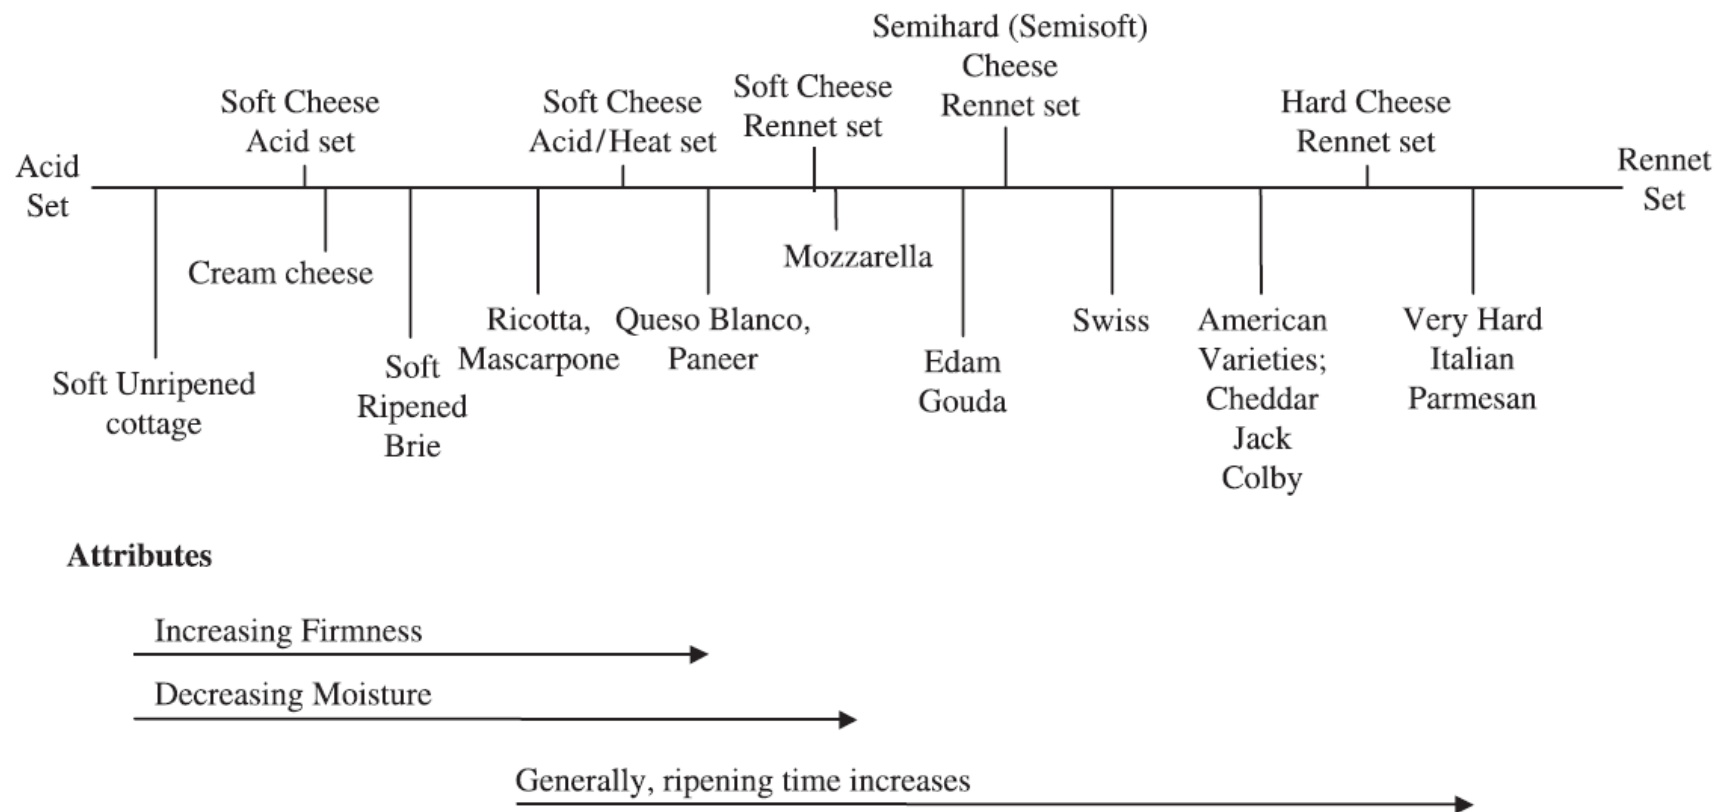 Semihard (Semisoft)
Cheese
Rennet set
Soft Cheese
Rennet set
Soft Cheese
Acid set
Soft Cheese
Acid/Heat set
Hard Cheese
Rennet set
Acid
Set
Rennet
Set
Mozzarella
Cream cheese
Ricotta,
Mascarpone
Queso Blanco,
Paneer
Swiss
American
Varieties;
Cheddar
Jack
Colby
Very Hard
Italian
Parmesan
Edam
Gouda
Soft
Ripened
Brie
Soft Unripened
cottage
Attributes
Increasing Firmness
Decreasing Moisture
Generally, ripening time increases